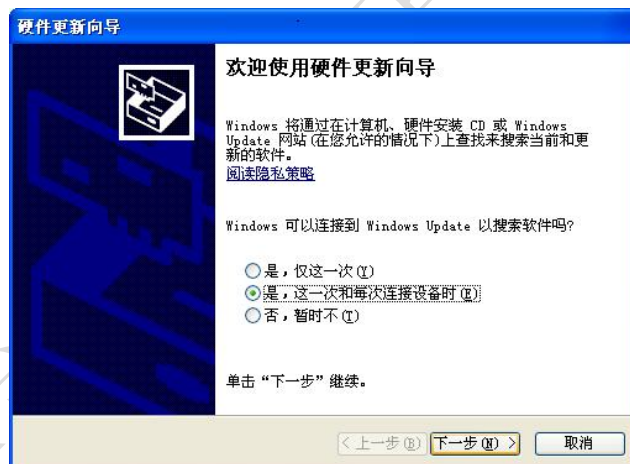 硬件更新向导
欢迎使用硬件更新向导
Windows 将通过在计算机、硬件安装 CD 或 Windows
Update 网站(在您允许的情况下)上查找来搜索当前和更
新的软件。
阅读隐私策略
Windows 可以连接到 Windows Update 以搜索软件吗?
是，仅这一次(Y)
是，这一次和每次连接设备时(E)
否，暂时不(T)
单击“下一步”继续。
< 上一步(B) 下一步(N) > 取消